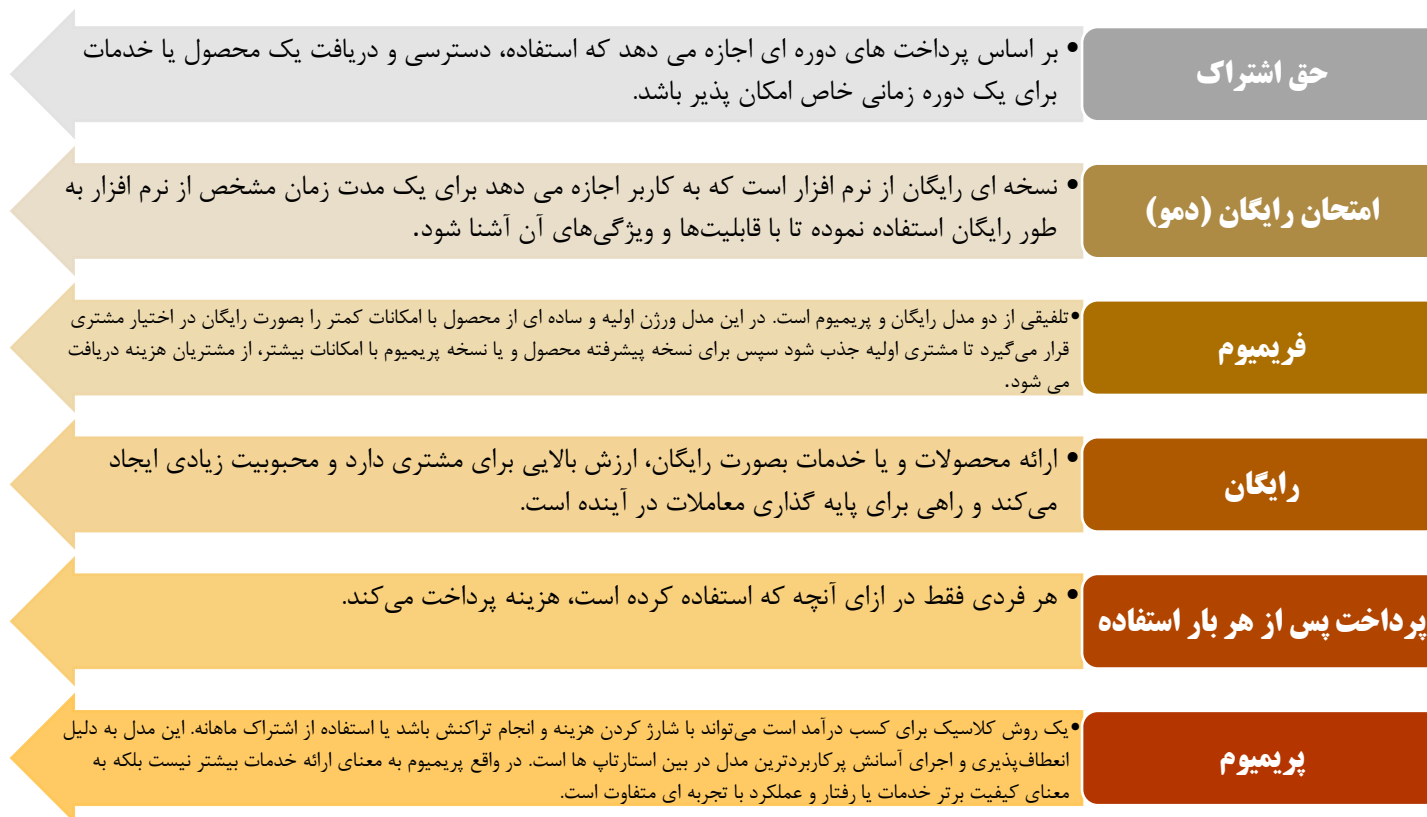 حق اشتراک
• بر اساس پرداخت های دوره ای اجازه می دهد که استفاده، دسترسی و دریافت یک محصول یا خدمات
برای یک دوره زمانی خاص امکان پذیر باشد.
امتحان رایگان (دمو)
• نسخه ای رایگان از نرم افزار است که به کاربر اجازه می دهد برای یک مدت زمان مشخص از نرم افزار به
طور رایگان استفاده نموده تا با قابلیت‌ها و ویژگی‌های آن آشنا شود.
فریمیوم
• تلفیقی از دو مدل رایگان و پریمیوم است. در این مدل ورژن اولیه و ساده ای از محصول با امکانات کمتر را بصورت رایگان در اختیار مشتری
قرار می‌گیرد تا مشتری اولیه جذب شود سپس برای نسخه پیشرفته محصول و یا نسخه پریمیوم با امکانات بیشتر، از مشتریان هزینه دریافت
می شود.
رایگان
• ارائه محصولات و یا خدمات بصورت رایگان، ارزش بالایی برای مشتری دارد و محبوبیت زیادی ایجاد
می‌کند و راهی برای پایه گذاری معاملات در آینده است.
پرداخت پس از هر بار استفاده
• هر فردی فقط در ازای آنچه که استفاده کرده است، هزینه پرداخت می‌کند.
پریمیوم
• یک روش کلاسیک برای کسب درآمد است می‌تواند با شارژ کردن هزینه و انجام تراکنش باشد یا استفاده از اشتراک ماهانه. این مدل به دلیل
انعطاف‌پذیری و اجرای آسانش پرکاربردترین مدل در بین استارتاپ ها است. در واقع پریمیوم به معنای ارائه خدمات بیشتر نیست بلکه به
معنای کیفیت برتر خدمات یا رفتار و عملکرد با تجربه ای متفاوت است.